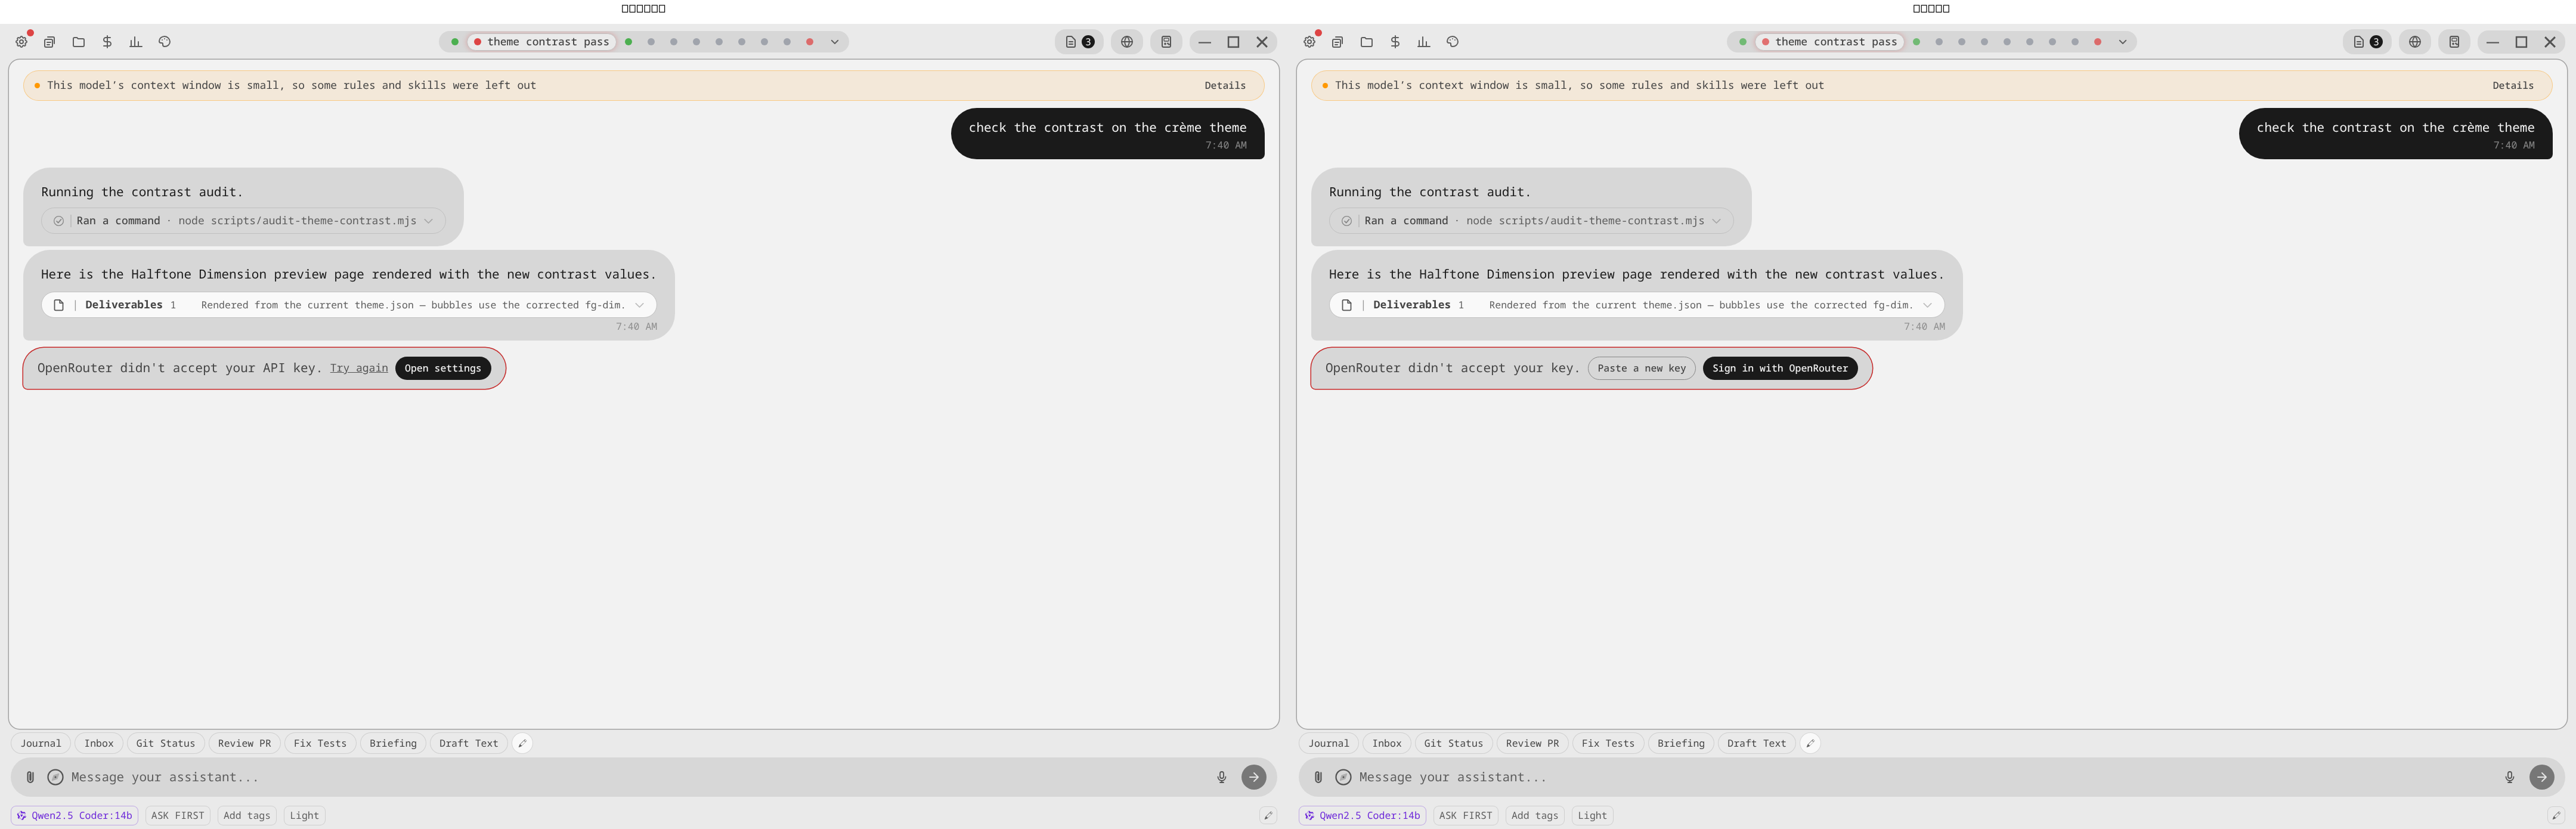 theme contrast pass
3
This model's context window is small, so some rules and skills were left out
Details
check the contrast on the crème theme
7:40 AM
Running the contrast audit.
Ran a command · node scripts/audit-theme-contrast.mjs
Here is the Halftone Dimension preview page rendered with the new contrast values.
Deliverables 1 Rendered from the current theme.json — bubbles use the corrected fg-dim.
7:40 AM
OpenRouter didn't accept your API key. Try again Open settings
Journal Inbox Git Status Review PR Fix Tests Briefing Draft Text
Message your assistant...
Qwen2.5 Coder:14b ASK FIRST Add tags Light
theme contrast pass
3
This model's context window is small, so some rules and skills were left out
Details
check the contrast on the crème theme
7:40 AM
Running the contrast audit.
Ran a command · node scripts/audit-theme-contrast.mjs
Here is the Halftone Dimension preview page rendered with the new contrast values.
Deliverables 1 Rendered from the current theme.json — bubbles use the corrected fg-dim.
7:40 AM
OpenRouter didn't accept your key. Paste a new key Sign in with OpenRouter
Journal Inbox Git Status Review PR Fix Tests Briefing Draft Text
Message your assistant...
Qwen2.5 Coder:14b ASK FIRST Add tags Light